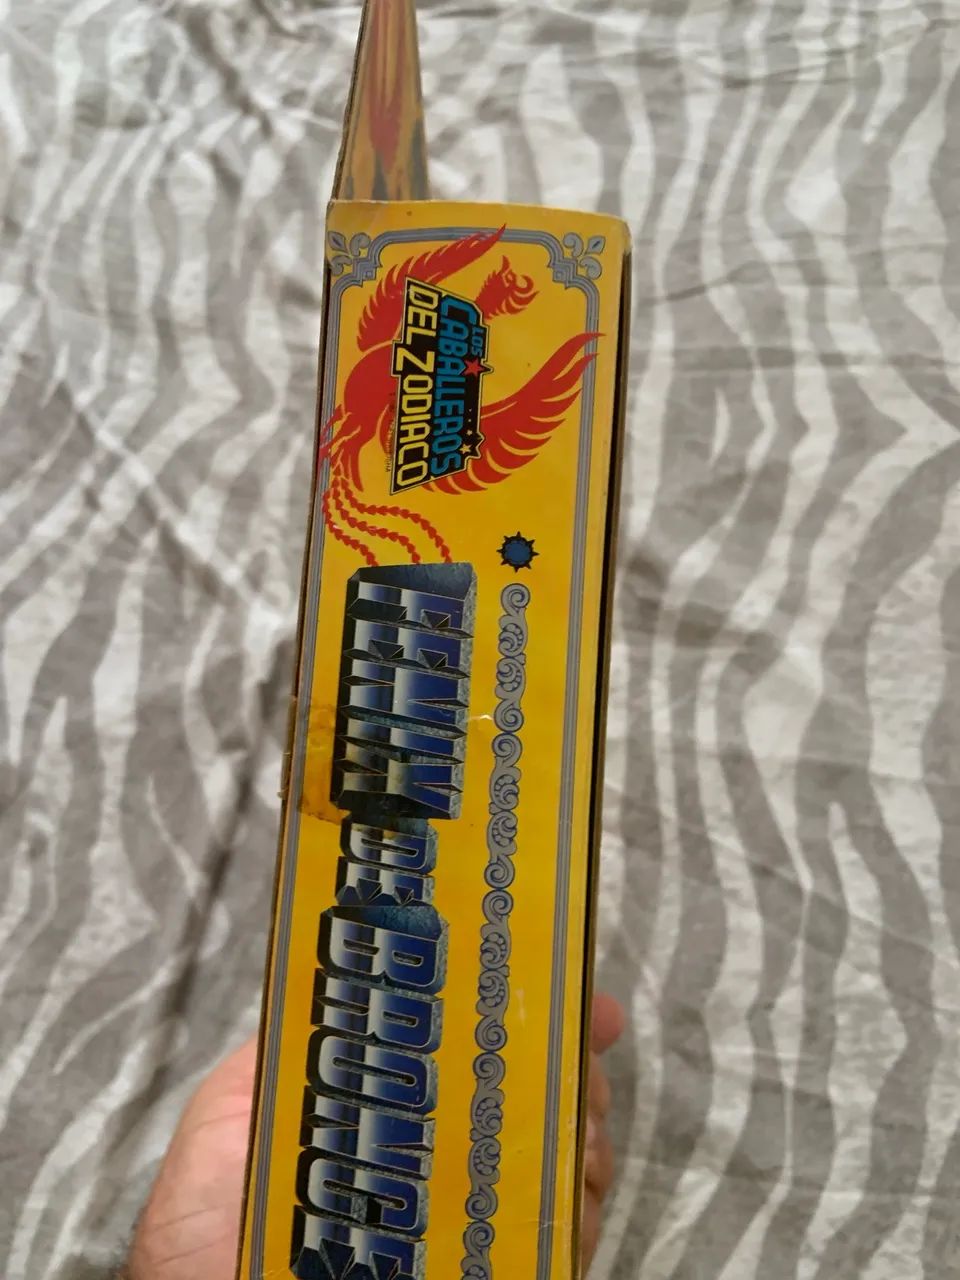 LOS
CABALLEROS
DEL ZODIACO
FENIX DE BRONCE